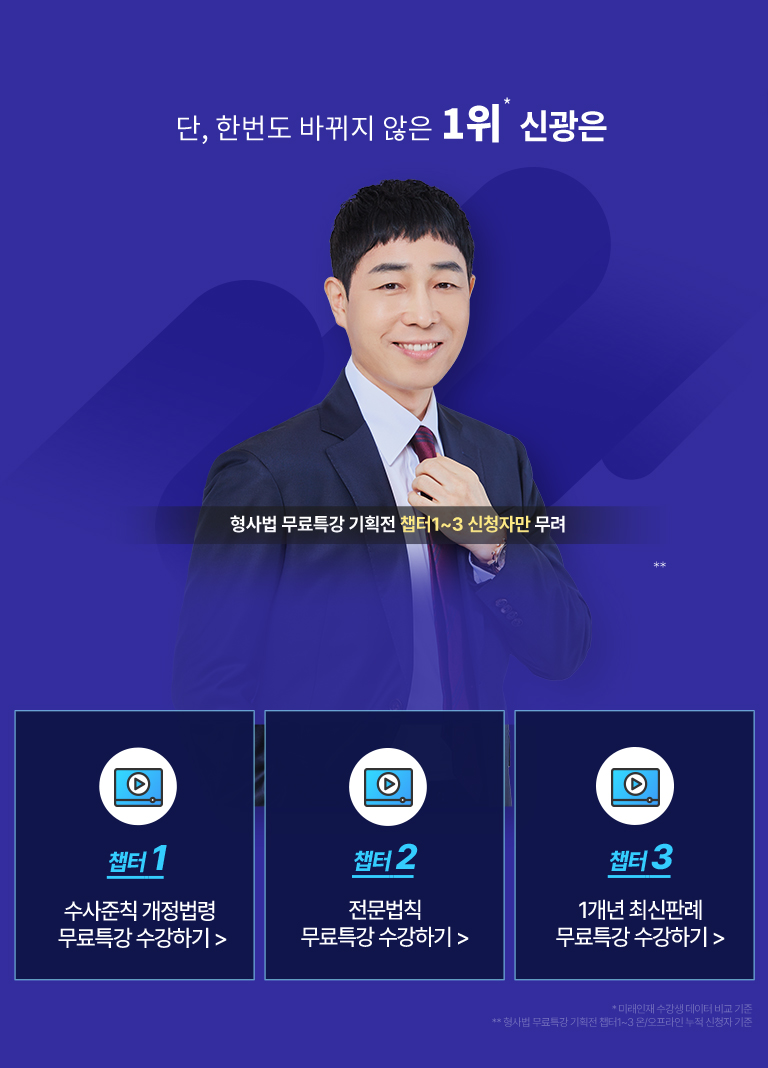 단, 한번도 바뀌지 않은 1위* 신광은
형사법 무료특강 기획전 챕터1~3 신청자만 무려
**
챕터 1
수사준칙 개정법령
무료특강 수강하기 >
챕터 2
전문법칙
무료특강 수강하기 >
챕터 3
1개년 최신판례
무료특강 수강하기 >
* 미래인재 수강생 데이터 비교 기준
** 형사법 무료특강 기획전 챕터1~3 온/오프라인 누적 신청자 기준